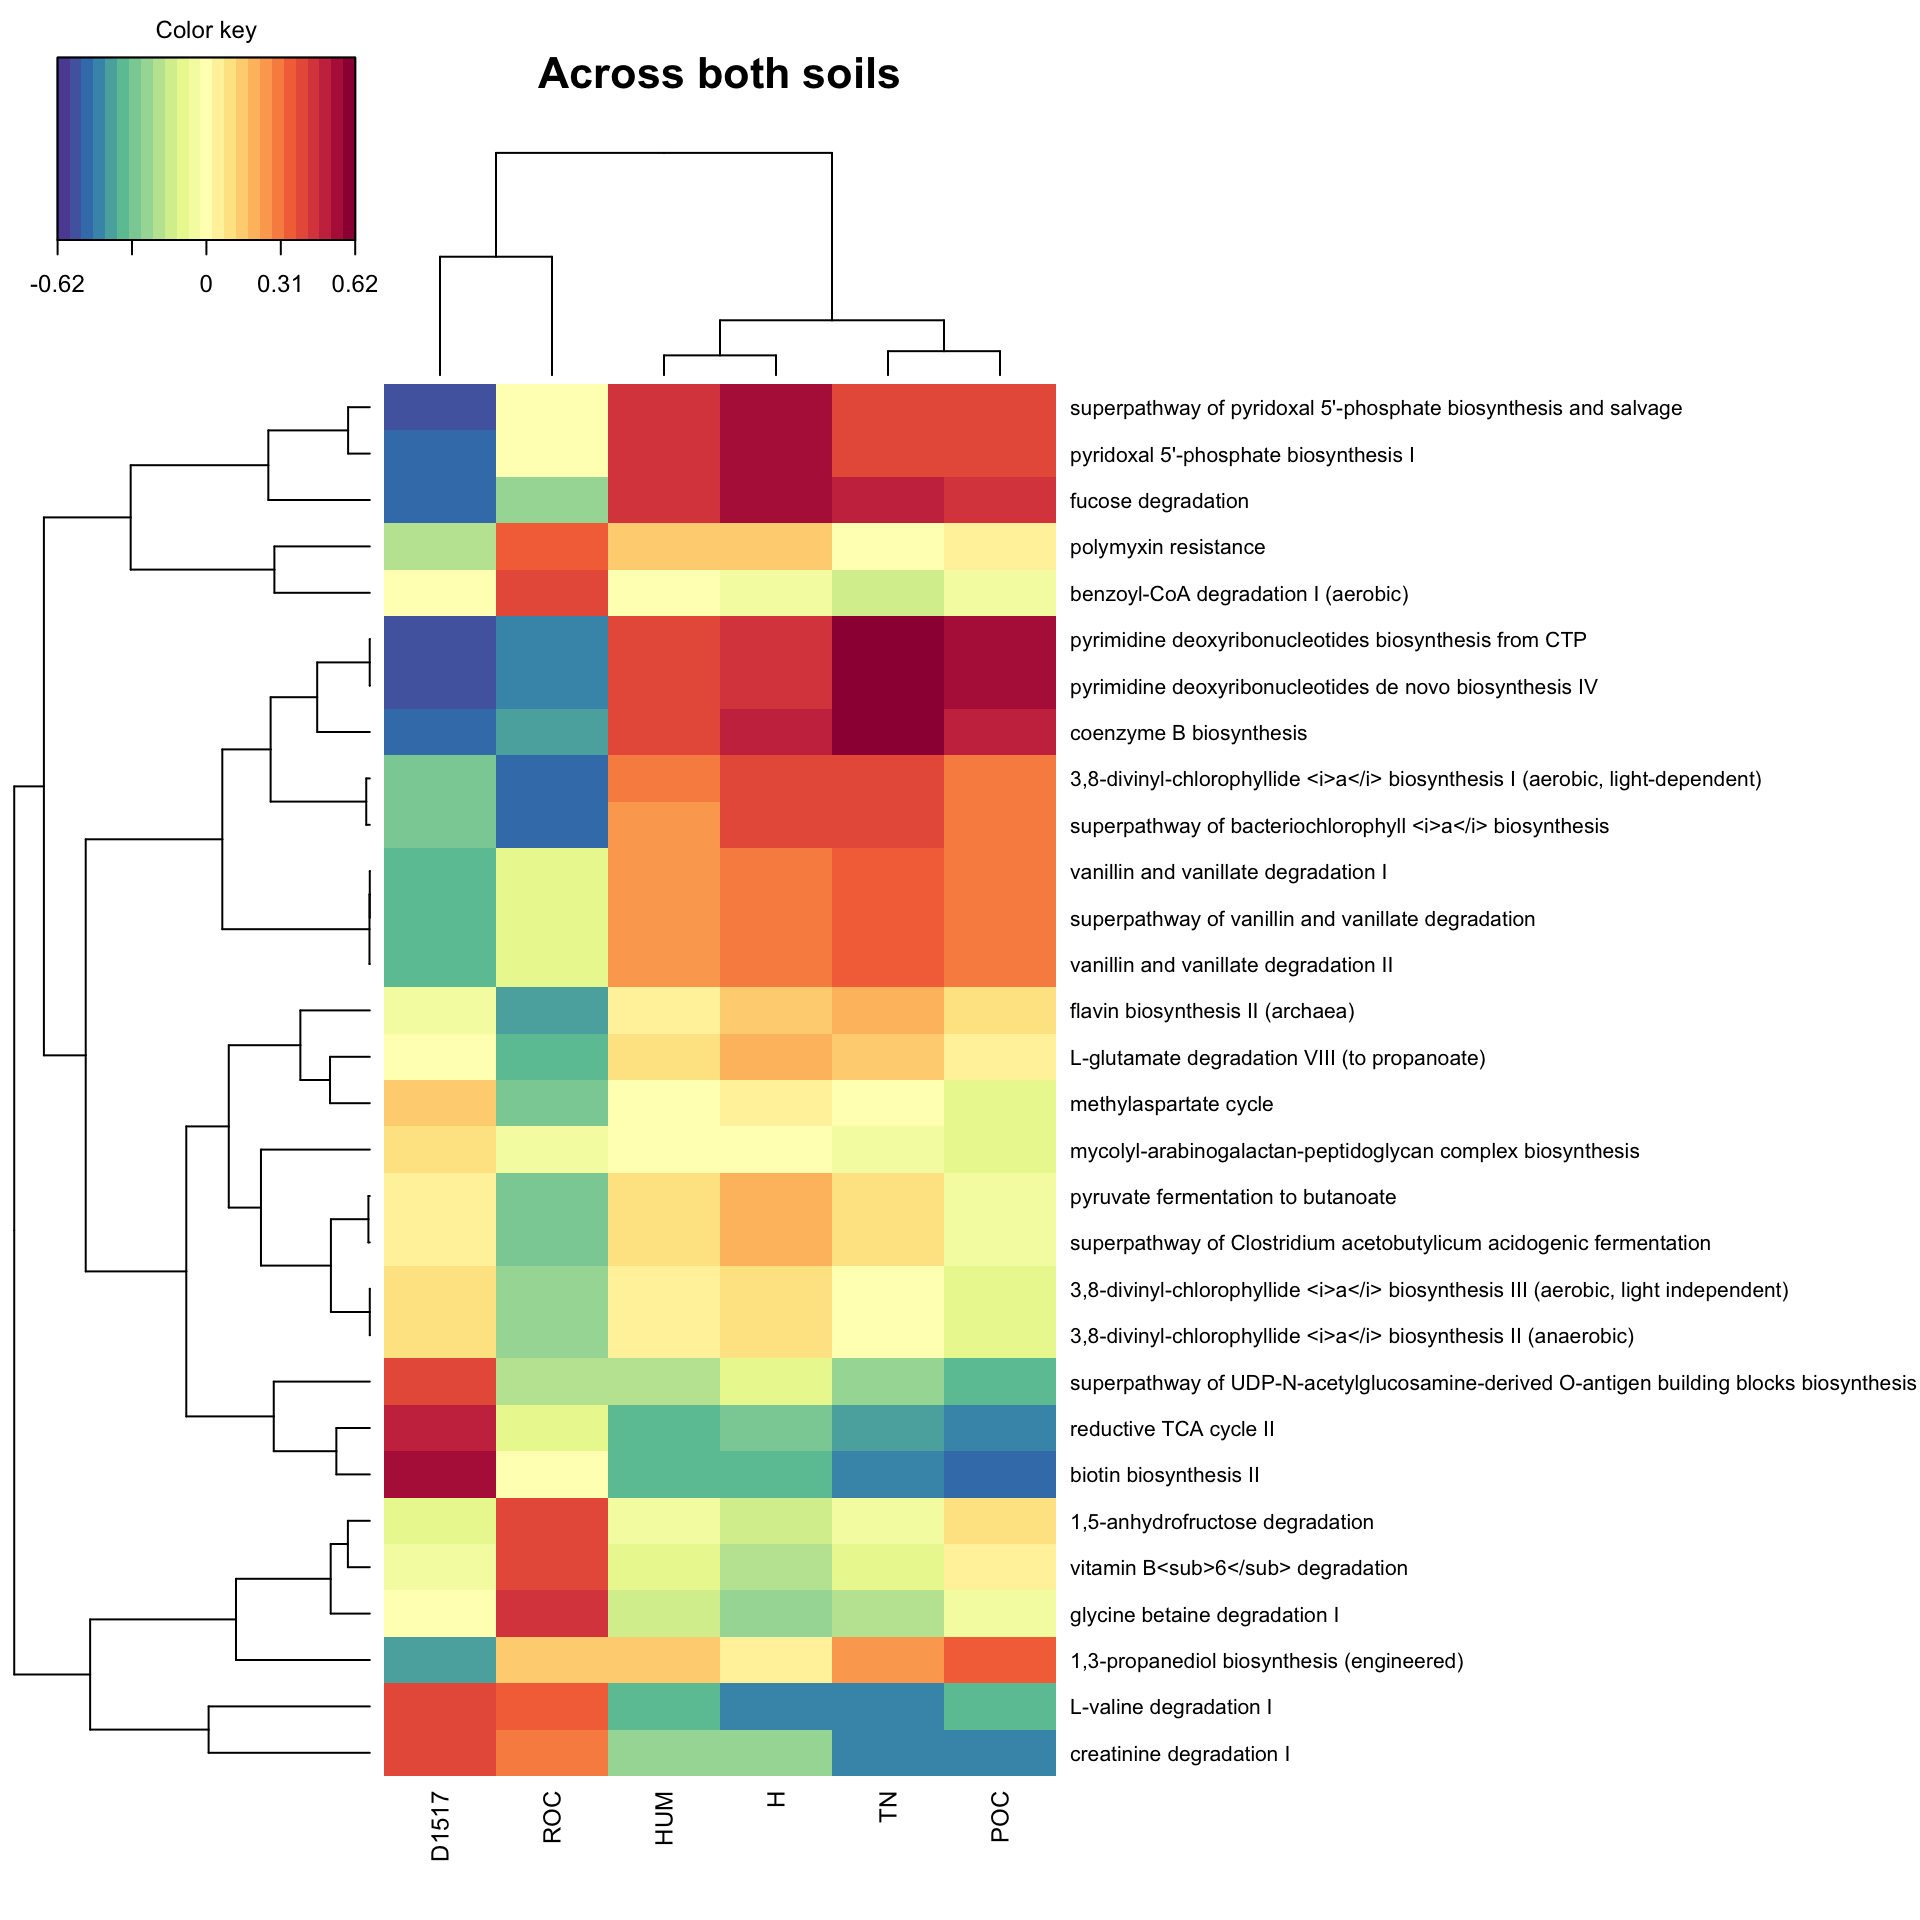 Color key
-0.62 0 0.31 0.62
Across both soils
superpathway of pyridoxal 5'-phosphate biosynthesis and salvage
pyridoxal 5'-phosphate biosynthesis I
fucose degradation
polymyxin resistance
benzoyl-CoA degradation I (aerobic)
pyrimidine deoxyribonucleotides biosynthesis from CTP
pyrimidine deoxyribonucleotides de novo biosynthesis IV
coenzyme B biosynthesis
3,8-divinyl-chlorophyllide <i>a</i> biosynthesis I (aerobic, light-dependent)
superpathway of bacteriochlorophyll <i>a</i> biosynthesis
vanillin and vanillate degradation I
superpathway of vanillin and vanillate degradation
vanillin and vanillate degradation II
flavin biosynthesis II (archaea)
L-glutamate degradation VIII (to propanoate)
methylaspartate cycle
mycolyl-arabinogalactan-peptidoglycan complex biosynthesis
pyruvate fermentation to butanoate
superpathway of Clostridium acetobutylicum acidogenic fermentation
3,8-divinyl-chlorophyllide <i>a</i> biosynthesis III (aerobic, light independent)
3,8-divinyl-chlorophyllide <i>a</i> biosynthesis II (anaerobic)
superpathway of UDP-N-acetylglucosamine-derived O-antigen building blocks biosynthesis
reductive TCA cycle II
biotin biosynthesis II
1,5-anhydrofructose degradation
vitamin B<sub>6</sub> degradation
glycine betaine degradation I
1,3-propanediol biosynthesis (engineered)
L-valine degradation I
creatinine degradation I
D1517 ROC HUM H TN POC